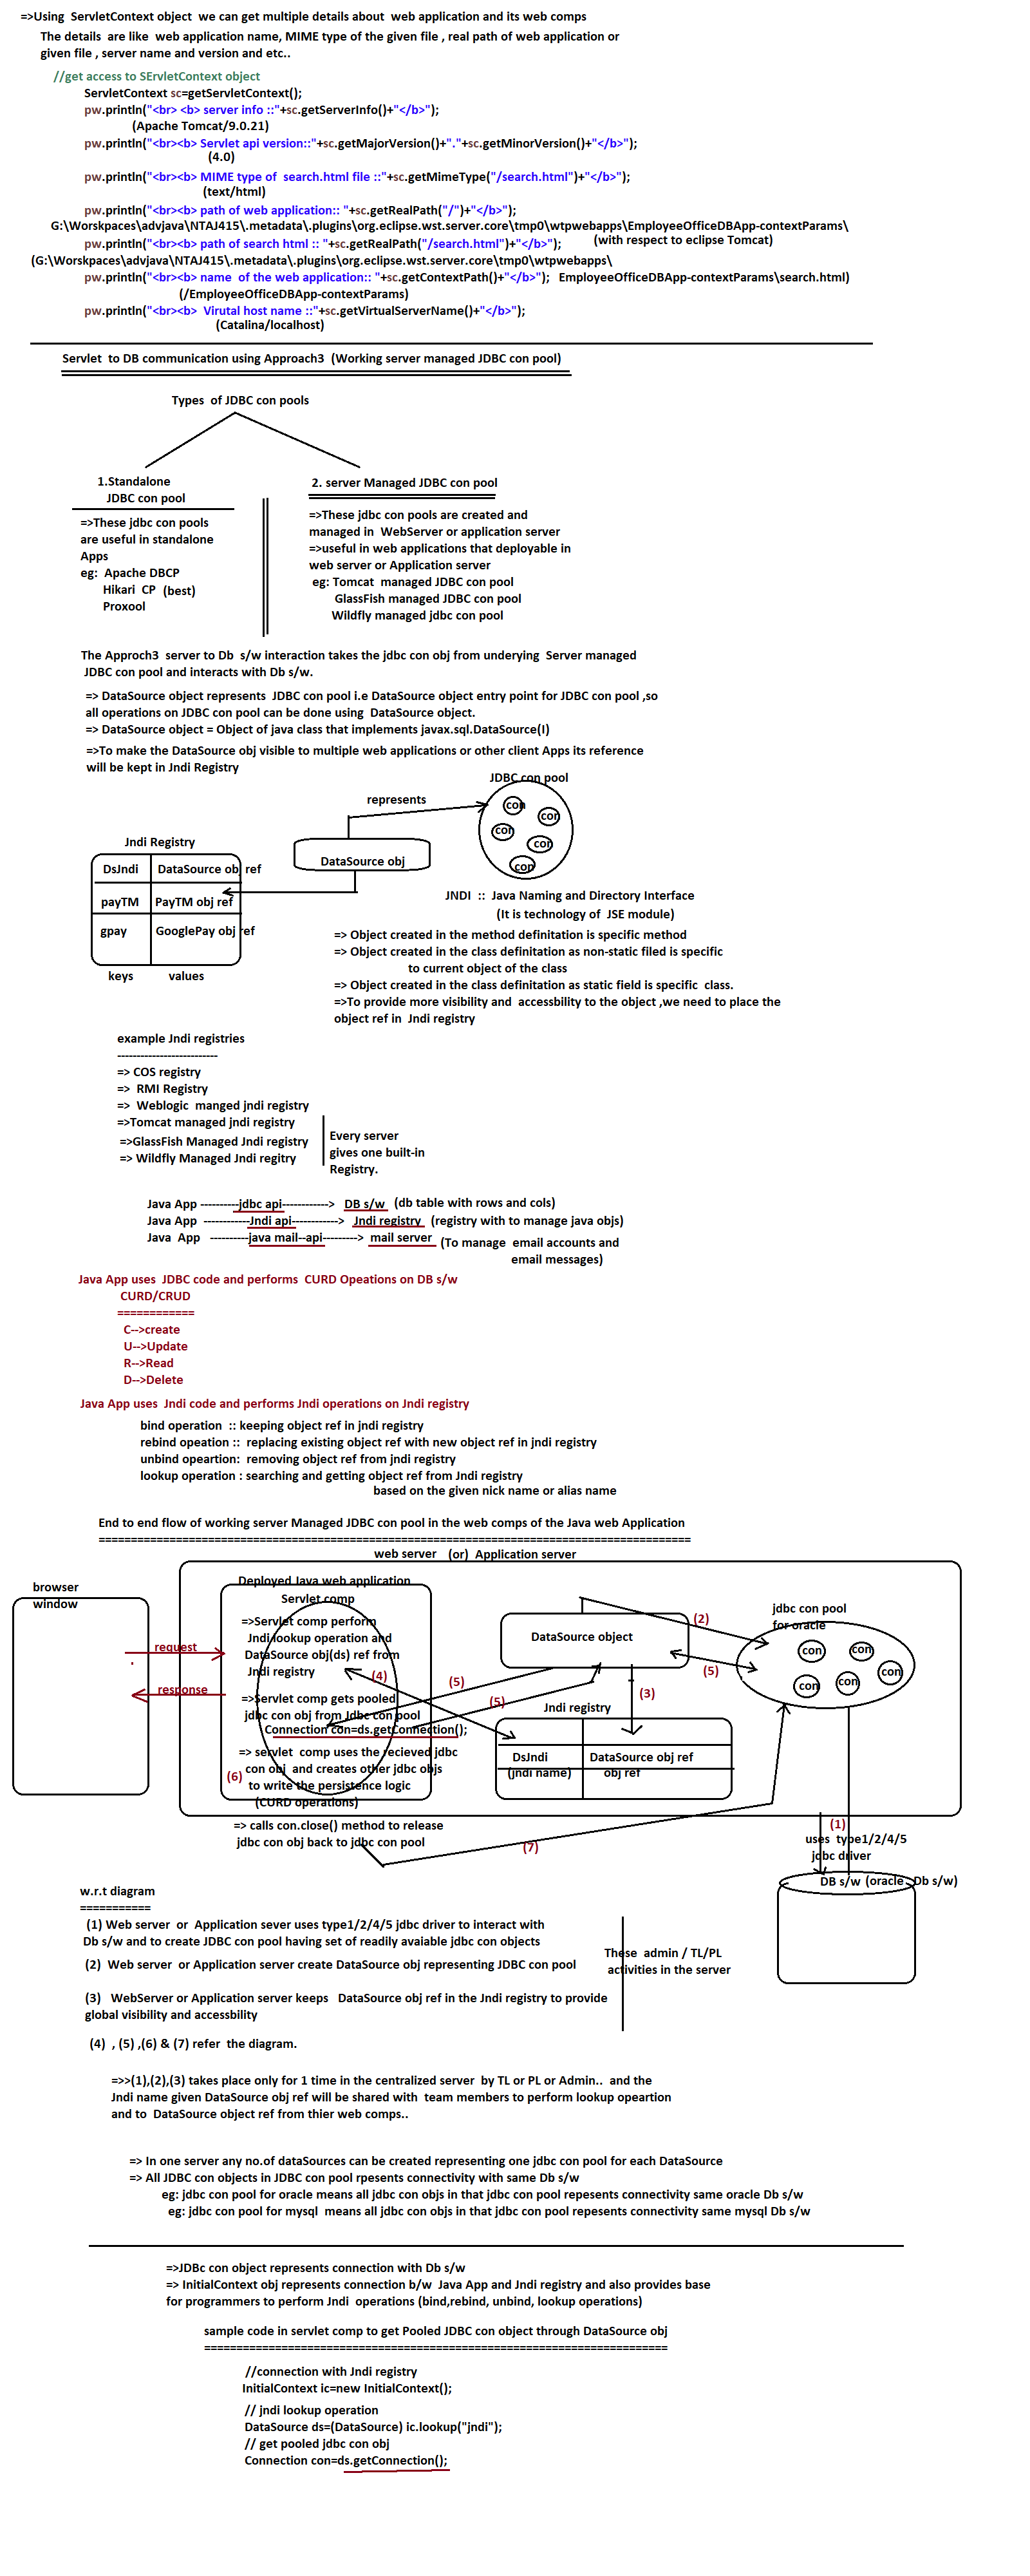 =>Using ServletContext object we can get multiple details about web application and its web comps
The details are like web application name, MIME type of the given file , real path of web application or
given file , server name and version and etc..
//get access to SErvletContext object
ServletContext sc=getServletContext();
pw.println("<br> <b> server info ::"+sc.getServerInfo()+"</b>");
(Apache Tomcat/9.0.21)
pw.println("<br><b> Servlet api version::"+sc.getMajorVersion()+"."+sc.getMinorVersion()+"</b>");
(4.0)
pw.println("<br><b> MIME type of search.html file ::"+sc.getMimeType("/search.html")+"</b>");
(text/html)
pw.println("<br><b> path of web application:: "+sc.getRealPath("/")+"</b>");
G:\Worskpaces\advjava\NTAJ415\.metadata\.plugins\org.eclipse.wst.server.core\tmp0\wtpwebapps\EmployeeOfficeDBApp-contextParams\
(with respect to eclipse Tomcat)
pw.println("<br><b> path of search html :: "+sc.getRealPath("/search.html")+"</b>");
(G:\Worskpaces\advjava\NTAJ415\.metadata\.plugins\org.eclipse.wst.server.core\tmp0\wtpwebapps\
pw.println("<br><b> name of the web application:: "+sc.getContextPath()+"</b>"); EmployeeOfficeDBApp-contextParams\search.html)
(/EmployeeOfficeDBApp-contextParams)
pw.println("<br><b> Virutal host name ::"+sc.getVirtualServerName()+"</b>");
(Catalina/localhost)
Servlet to DB communication using Approach3 (Working server managed JDBC con pool)
Types of JDBC con pools
1.Standalone
JDBC con pool
=>These jdbc con pools
are useful in standalone
Apps
eg: Apache DBCP
Hikari CP (best)
Proxool
2. server Managed JDBC con pool
=>These jdbc con pools are created and
managed in WebServer or application server
=>useful in web applications that deployable in
web server or Application server
eg: Tomcat managed JDBC con pool
GlassFish managed JDBC con pool
Wildfly managed jdbc con pool
The Approch3 server to Db s/w interaction takes the jdbc con obj from underying Server managed
JDBC con pool and interacts with Db s/w.
=> DataSource object represents JDBC con pool i.e DataSource object entry point for JDBC con pool ,so
all operations on JDBC con pool can be done using DataSource object.
=> DataSource object = Object of java class that implements javax.sql.DataSource(I)
=>To make the DataSource obj visible to multiple web applications or other client Apps its reference
will be kept in Jndi Registry
JDBC con pool
represents
con
con
con
con
con
DataSource obj
Jndi Registry
DsJndi DataSource obj ref
payTM PayTM obj ref
gpay GooglePay obj ref
keys values
JNDI :: Java Naming and Directory Interface
(It is technology of JSE module)
=> Object created in the method definitation is specific method
=> Object created in the class definitation as non-static filed is specific
to current object of the class
=> Object created in the class definitation as static field is specific class.
=>To provide more visibility and accessbility to the object ,we need to place the
object ref in Jndi registry
example Jndi registries
--------------------------
=> COS registry
=> RMI Registry
=> Weblogic manged jndi registry
=>Tomcat managed jndi registry
=>GlassFish Managed Jndi registry
=> Wildfly Managed Jndi regitry
Every server
gives one built-in
Registry.
Java App ----------jdbc api------------> DB s/w (db table with rows and cols)
Java App ------------Jndi api------------> Jndi registry (registry with to manage java objs)
Java App ----------java mail--api---------> mail server (To manage email accounts and
email messages)
Java App uses JDBC code and performs CURD Opeations on DB s/w
CURD/CRUD
============
C-->create
U-->Update
R-->Read
D-->Delete
Java App uses Jndi code and performs Jndi operations on Jndi registry
bind operation :: keeping object ref in jndi registry
rebind opeation :: replacing existing object ref with new object ref in jndi registry
unbind opeartion: removing object ref from jndi registry
lookup operation : searching and getting object ref from Jndi registry
based on the given nick name or alias name
End to end flow of working server Managed JDBC con pool in the web comps of the Java web Application
============================================================================================
web server (or) Application server
browser
window
request
response
Deployed Java web application
Servlet comp
=>Servlet comp perform
Jndi lookup operation and
DataSource obj(ds) ref from
Jndi registry
(4)
=>Servlet comp gets pooled
jdbc con obj from Jdbc con pool
Connection con=ds.getConnection();
=> servlet comp uses the recieved jdbc
(6) con obj and creates other jdbc objs
to write the persistence logic
(CURD operations)
=> calls con.close() method to release
jdbc con obj back to jdbc con pool
(7)
DataSource object
(2)
(5)
(5)
(5)
(3)
Jndi registry
DsJndi DataSource obj ref
(jndi name) obj ref
jdbc con pool
for oracle
con
con
con
con
con
(1)
uses type1/2/4/5
jdbc driver
DB s/w (oracle Db s/w)
w.r.t diagram
===========
(1) Web server or Application sever uses type1/2/4/5 jdbc driver to interact with
Db s/w and to create JDBC con pool having set of readily avaiable jdbc con objects
(2) Web server or Application server create DataSource obj representing JDBC con pool
(3) WebServer or Application server keeps DataSource obj ref in the Jndi registry to provide
global visibility and accessbility
These admin / TL/PL
activities in the server
(4) , (5) ,(6) & (7) refer the diagram.
=>>(1),(2),(3) takes place only for 1 time in the centralized server by TL or PL or Admin.. and the
Jndi name given DataSource obj ref will be shared with team members to perform lookup opeartion
and to DataSource object ref from thier web comps..
=> In one server any no.of dataSources can be created representing one jdbc con pool for each DataSource
=> All JDBC con objects in JDBC con pool rpesents connectivity with same Db s/w
eg: jdbc con pool for oracle means all jdbc con objs in that jdbc con pool repesents connectivity same oracle Db s/w
eg: jdbc con pool for mysql means all jdbc con objs in that jdbc con pool repesents connectivity same mysql Db s/w
=>JDBc con object represents connection with Db s/w
=> InitialContext obj represents connection b/w Java App and Jndi registry and also provides base
for programmers to perform Jndi operations (bind,rebind, unbind, lookup operations)
sample code in servlet comp to get Pooled JDBC con object through DataSource obj
========================================================================
//connection with Jndi registry
InitialContext ic=new InitialContext();
// jndi lookup operation
DataSource ds=(DataSource) ic.lookup("jndi");
// get pooled jdbc con obj
Connection con=ds.getConnection();